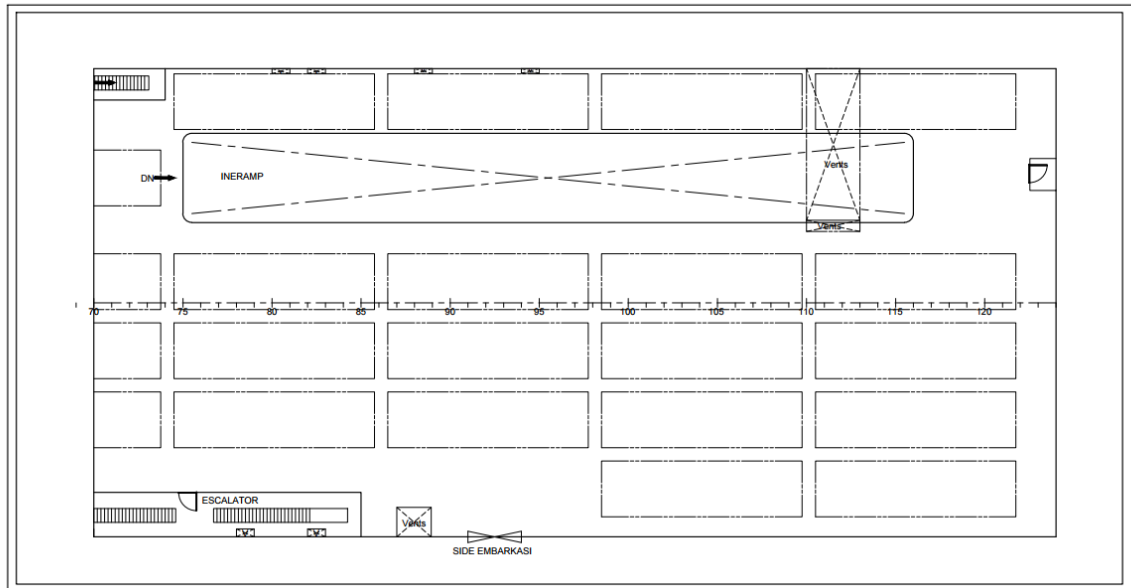 DN
INERAMP
Vents
Vents
70 75 80 85 90 95 100 105 110 115 120
ESCALATOR
Vents
SIDE EMBARKASI